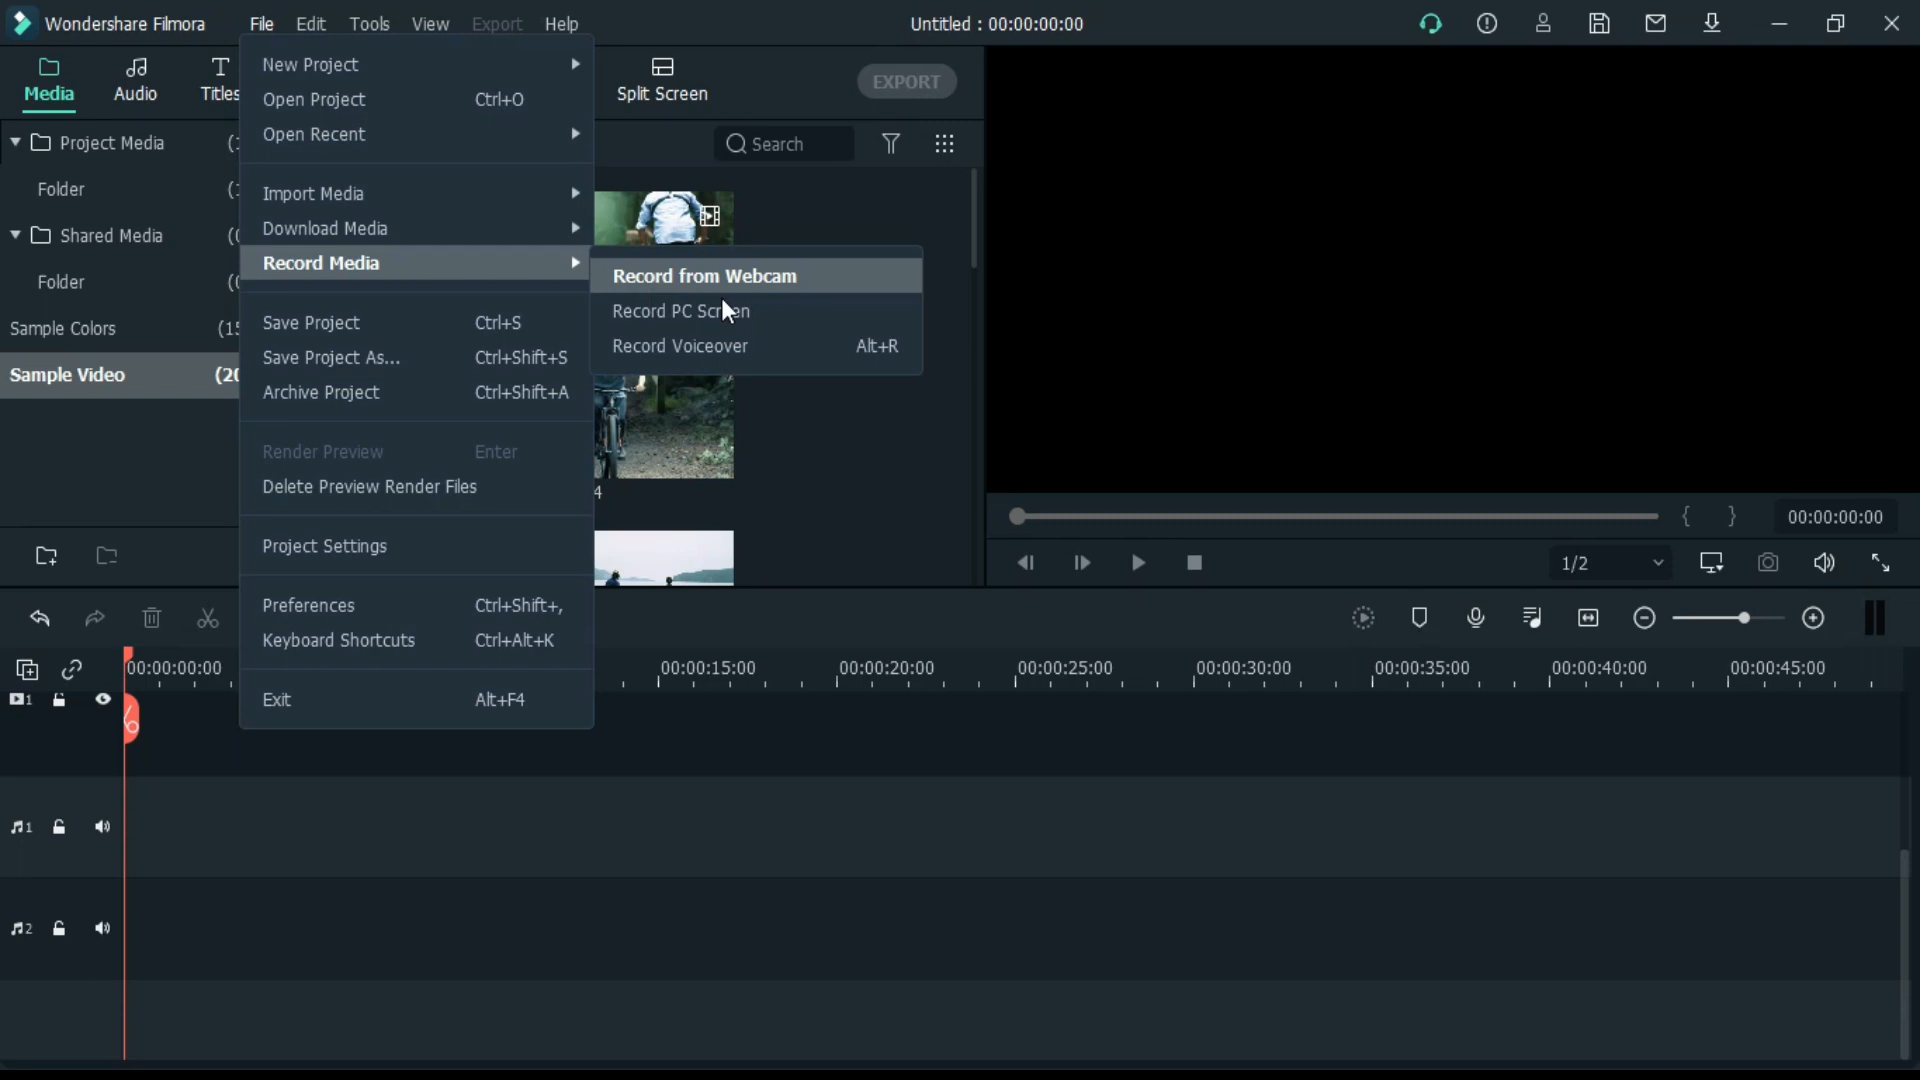 Wondershare Filmora
File Edit Tools View Export Help
Untitled : 00:00:00:00
Media
Audio
Titles
Split Screen
EXPORT
Project Media
Folder
Shared Media
Folder
Sample Colors (15
Sample Video (20
New Project
Open Project Ctrl+O
Open Recent
Import Media
Download Media
Record Media
Save Project Ctrl+S
Save Project As... Ctrl+Shift+S
Archive Project Ctrl+Shift+A
Render Preview Enter
Delete Preview Render Files
Project Settings
Preferences Ctrl+Shift+,
Keyboard Shortcuts Ctrl+Alt+K
Exit Alt+F4
Search
Record from Webcam
Record PC Screen
Record Voiceover Alt+R
4
{ } 00:00:00:00
1/2
00:00:00:00 00:00:15:00 00:00:20:00 00:00:25:00 00:00:30:00 00:00:35:00 00:00:40:00 00:00:45:00
1
1
2